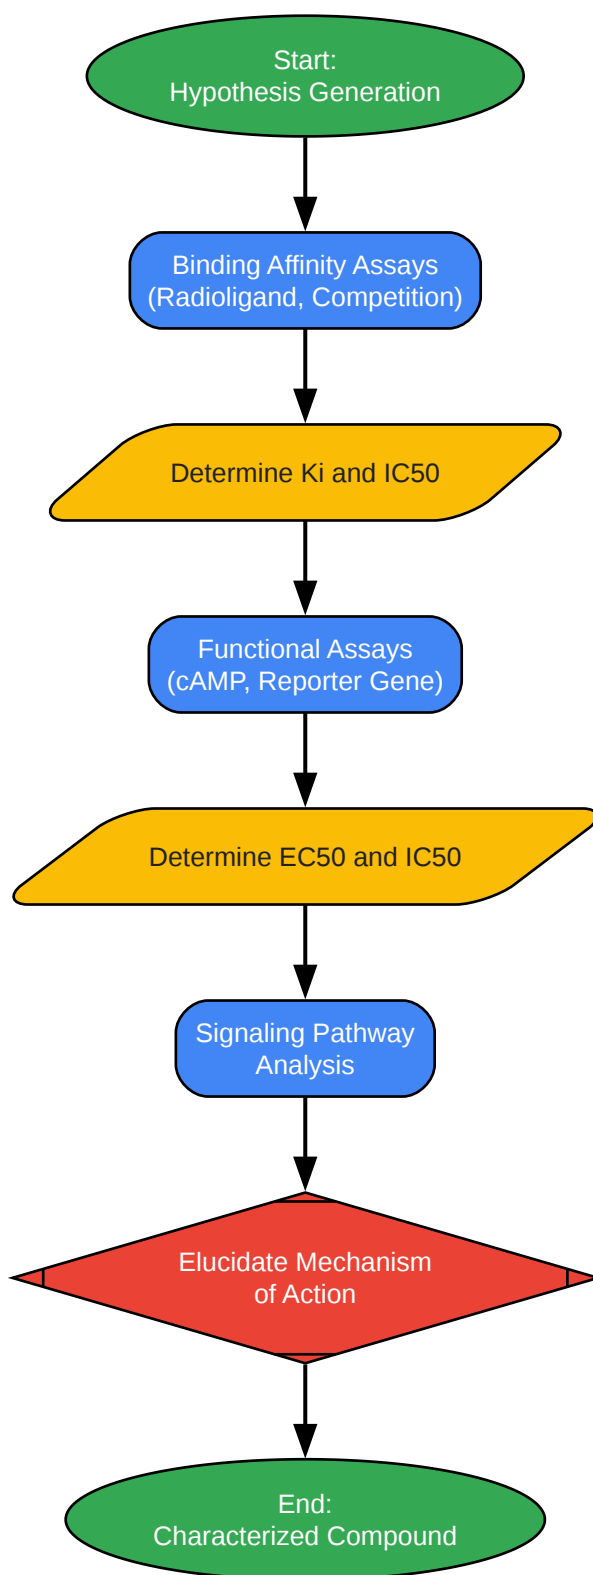 Start:
Hypothesis Generation
Binding Affinity Assays
(Radioligand, Competition)
Determine Ki and IC50
Functional Assays
(cAMP, Reporter Gene)
Determine EC50 and IC50
Signaling Pathway
Analysis
Elucidate Mechanism
of Action
End:
Characterized Compound